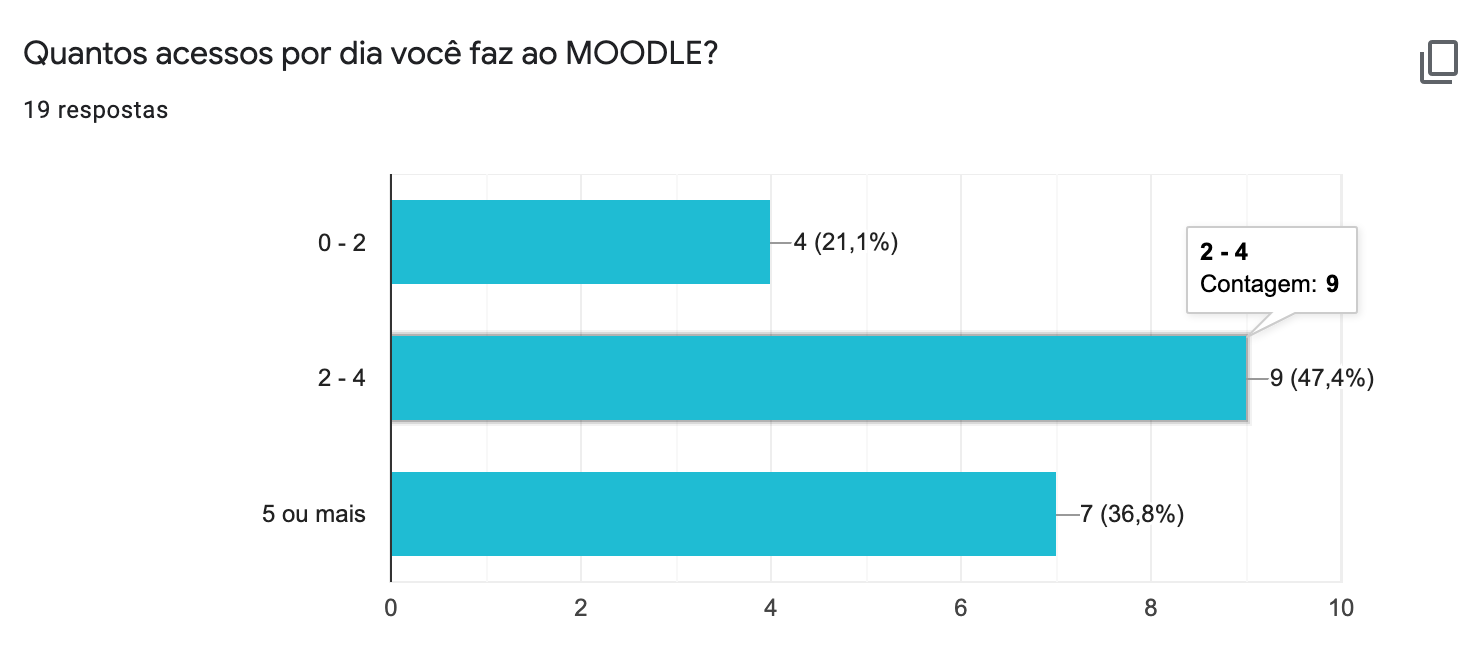 Quantos acessos por dia você faz ao MOODLE?
19 respostas
0 - 2
4 (21,1%)
2 - 4
Contagem: 9
2 - 4
9 (47,4%)
5 ou mais
7 (36,8%)
0
2
4
6
8
10